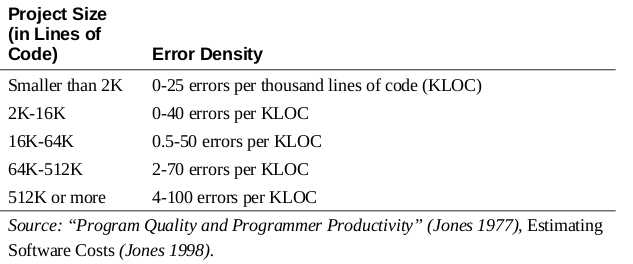 Project Size
(in Lines of
Code) Error Density
Smaller than 2K 0-25 errors per thousand lines of code (KLOC)
2K-16K 0-40 errors per KLOC
16K-64K 0.5-50 errors per KLOC
64K-512K 2-70 errors per KLOC
512K or more 4-100 errors per KLOC
Source: “Program Quality and Programmer Productivity” (Jones 1977), Estimating
Software Costs (Jones 1998).